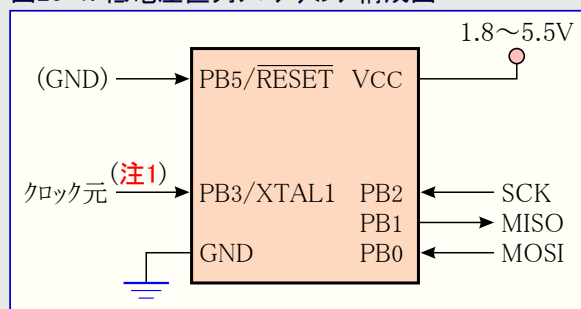 1.8～5.5V
(GND)
PB5/RESET
VCC
クロック元
(注1)
PB3/XTAL1
PB2
SCK
PB1
MISO
GND
PB0
MOSI